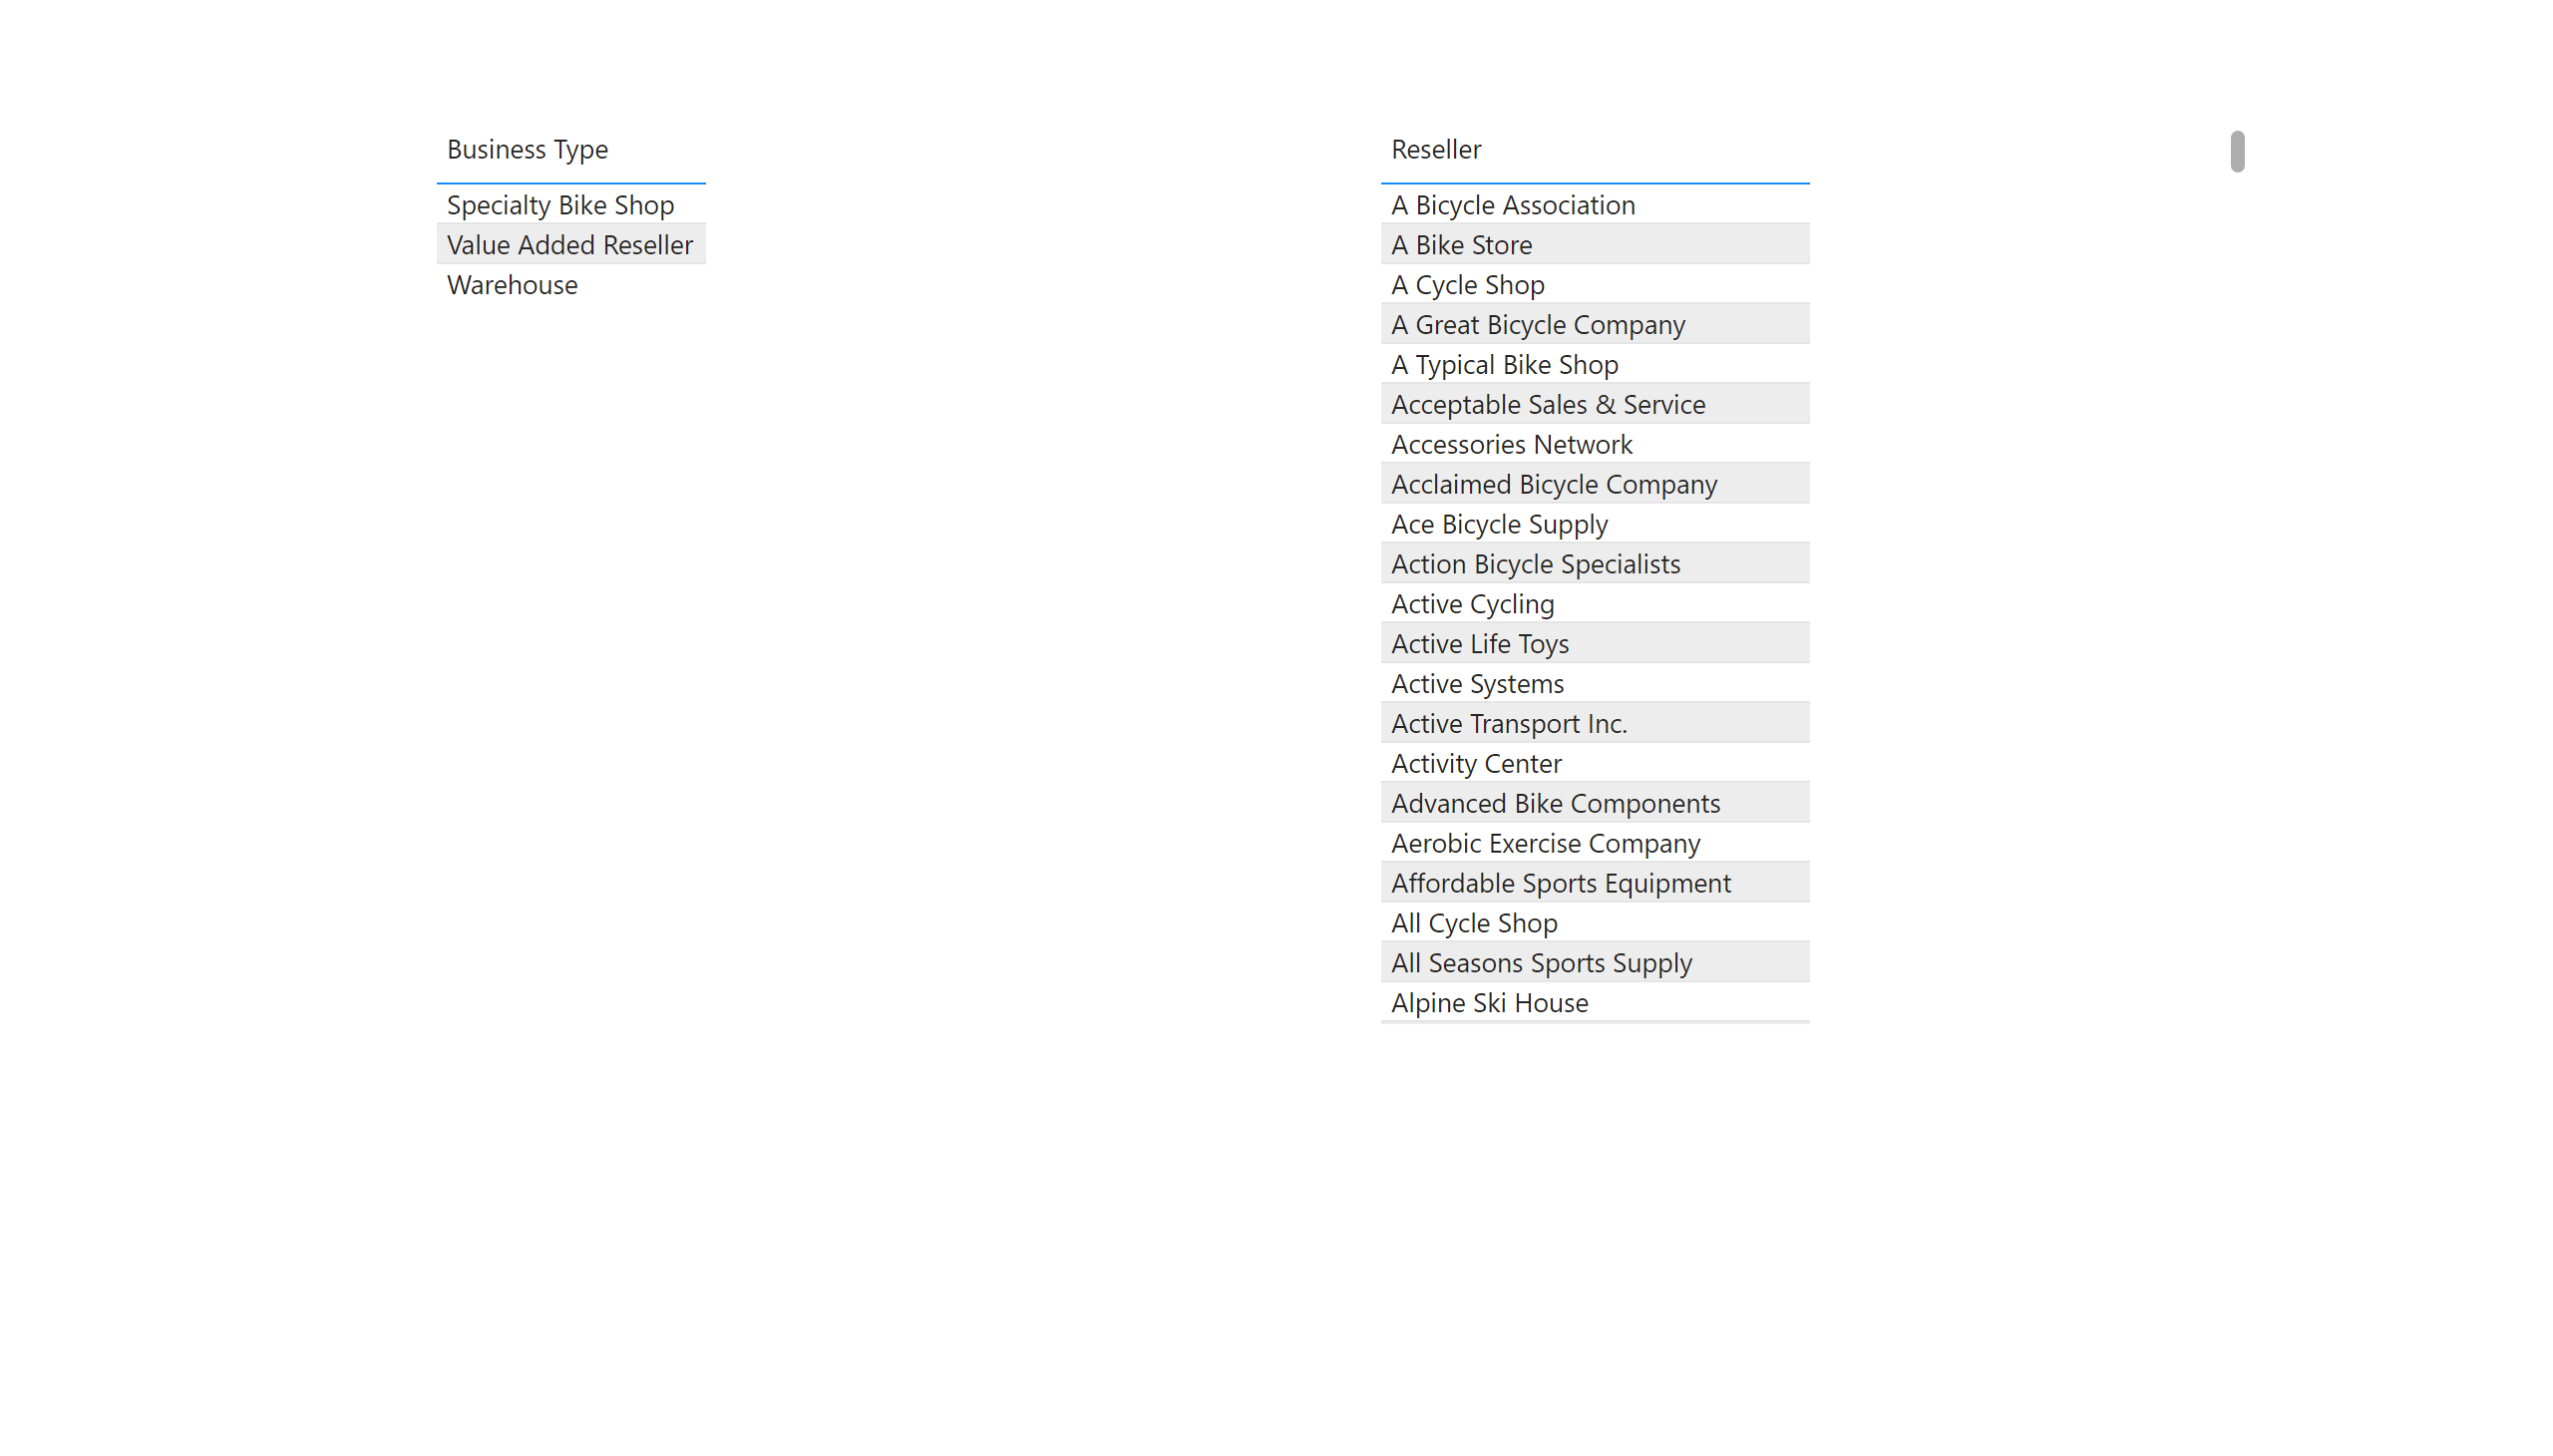 Business Type
Specialty Bike Shop
Value Added Reseller
Warehouse
Reseller
A Bicycle Association
A Bike Store
A Cycle Shop
A Great Bicycle Company
A Typical Bike Shop
Acceptable Sales & Service
Accessories Network
Acclaimed Bicycle Company
Ace Bicycle Supply
Action Bicycle Specialists
Active Cycling
Active Life Toys
Active Systems
Active Transport Inc.
Activity Center
Advanced Bike Components
Aerobic Exercise Company
Affordable Sports Equipment
All Cycle Shop
All Seasons Sports Supply
Alpine Ski House